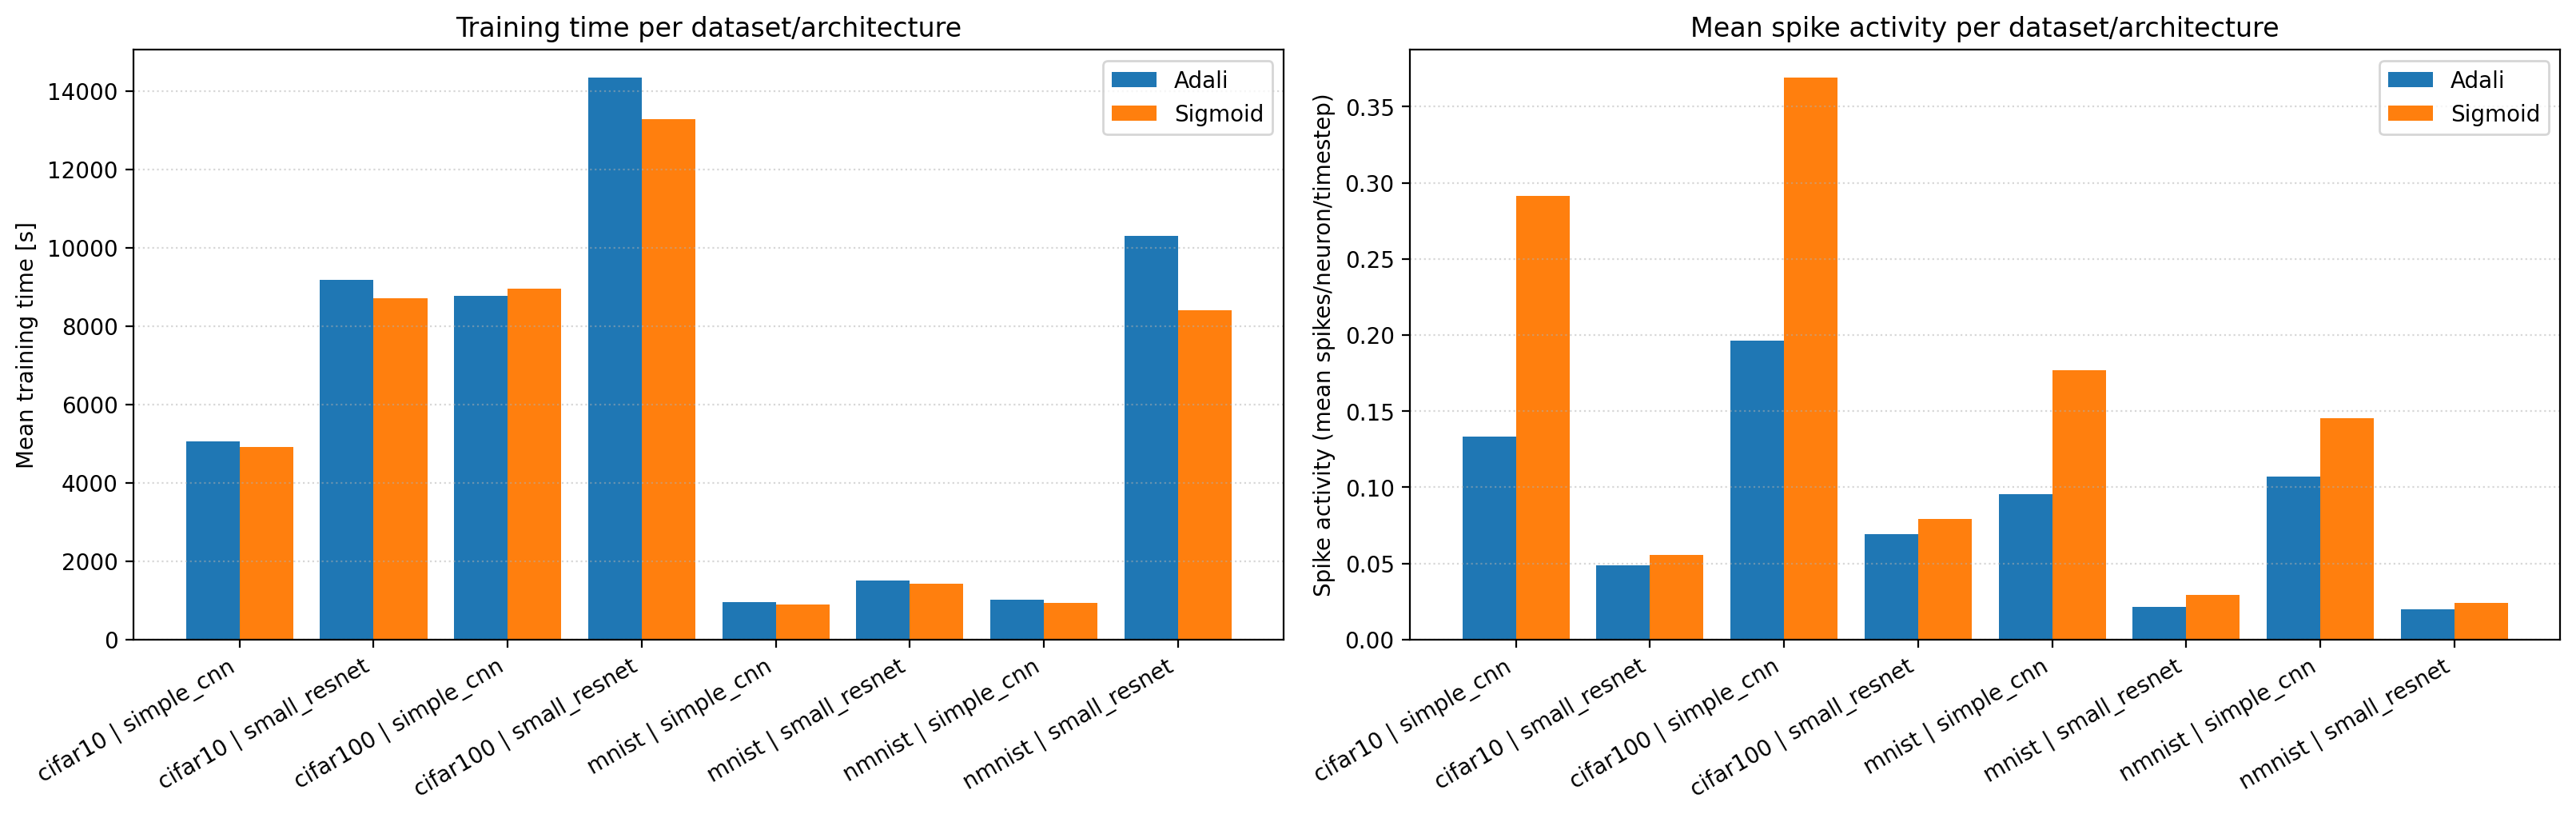 Training time per dataset/architecture
Mean training time [s]
14000
12000
10000
8000
6000
4000
2000
0
Adali
Sigmoid
cifar10 | simple_cnn
cifar10 | small_resnet
cifar100 | simple_cnn
cifar100 | small_resnet
mnist | simple_cnn
mnist | small_resnet
nmnist | simple_cnn
nmnist | small_resnet
Mean spike activity per dataset/architecture
Spike activity (mean spikes/neuron/timestep)
0.35
0.30
0.25
0.20
0.15
0.10
0.05
0.00
Adali
Sigmoid
cifar10 | simple_cnn
cifar10 | small_resnet
cifar100 | simple_cnn
cifar100 | small_resnet
mnist | simple_cnn
mnist | small_resnet
nmnist | simple_cnn
nmnist | small_resnet